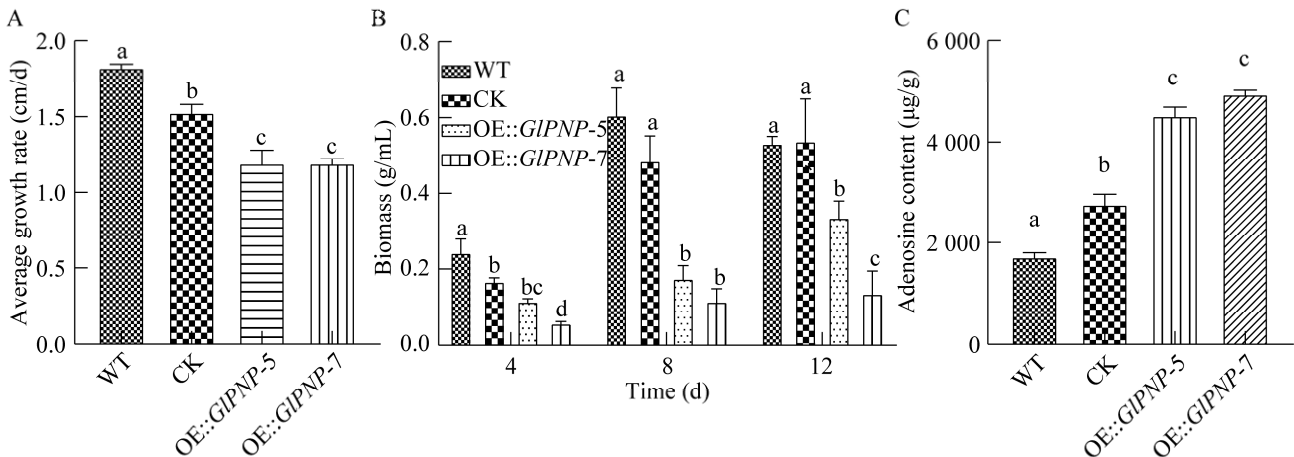 A
Average growth rate (cm/d)
2.0
1.5
1.0
0.5
0.0
a
b
c
c
WT
CK
OE::GlPNP-5
OE::GlPNP-7
B
Biomass (g/mL)
0.8
0.6
0.4
0.2
0.0
WT
CK
OE::GlPNP-5
OE::GlPNP-7
a
b
bc
d
a
a
b
b
a
a
b
c
4
8
12
Time (d)
C
Adenosine content (μg/g)
6 000
4 000
2 000
0
a
b
c
c
WT
CK
OE::GlPNP-5
OE::GlPNP-7